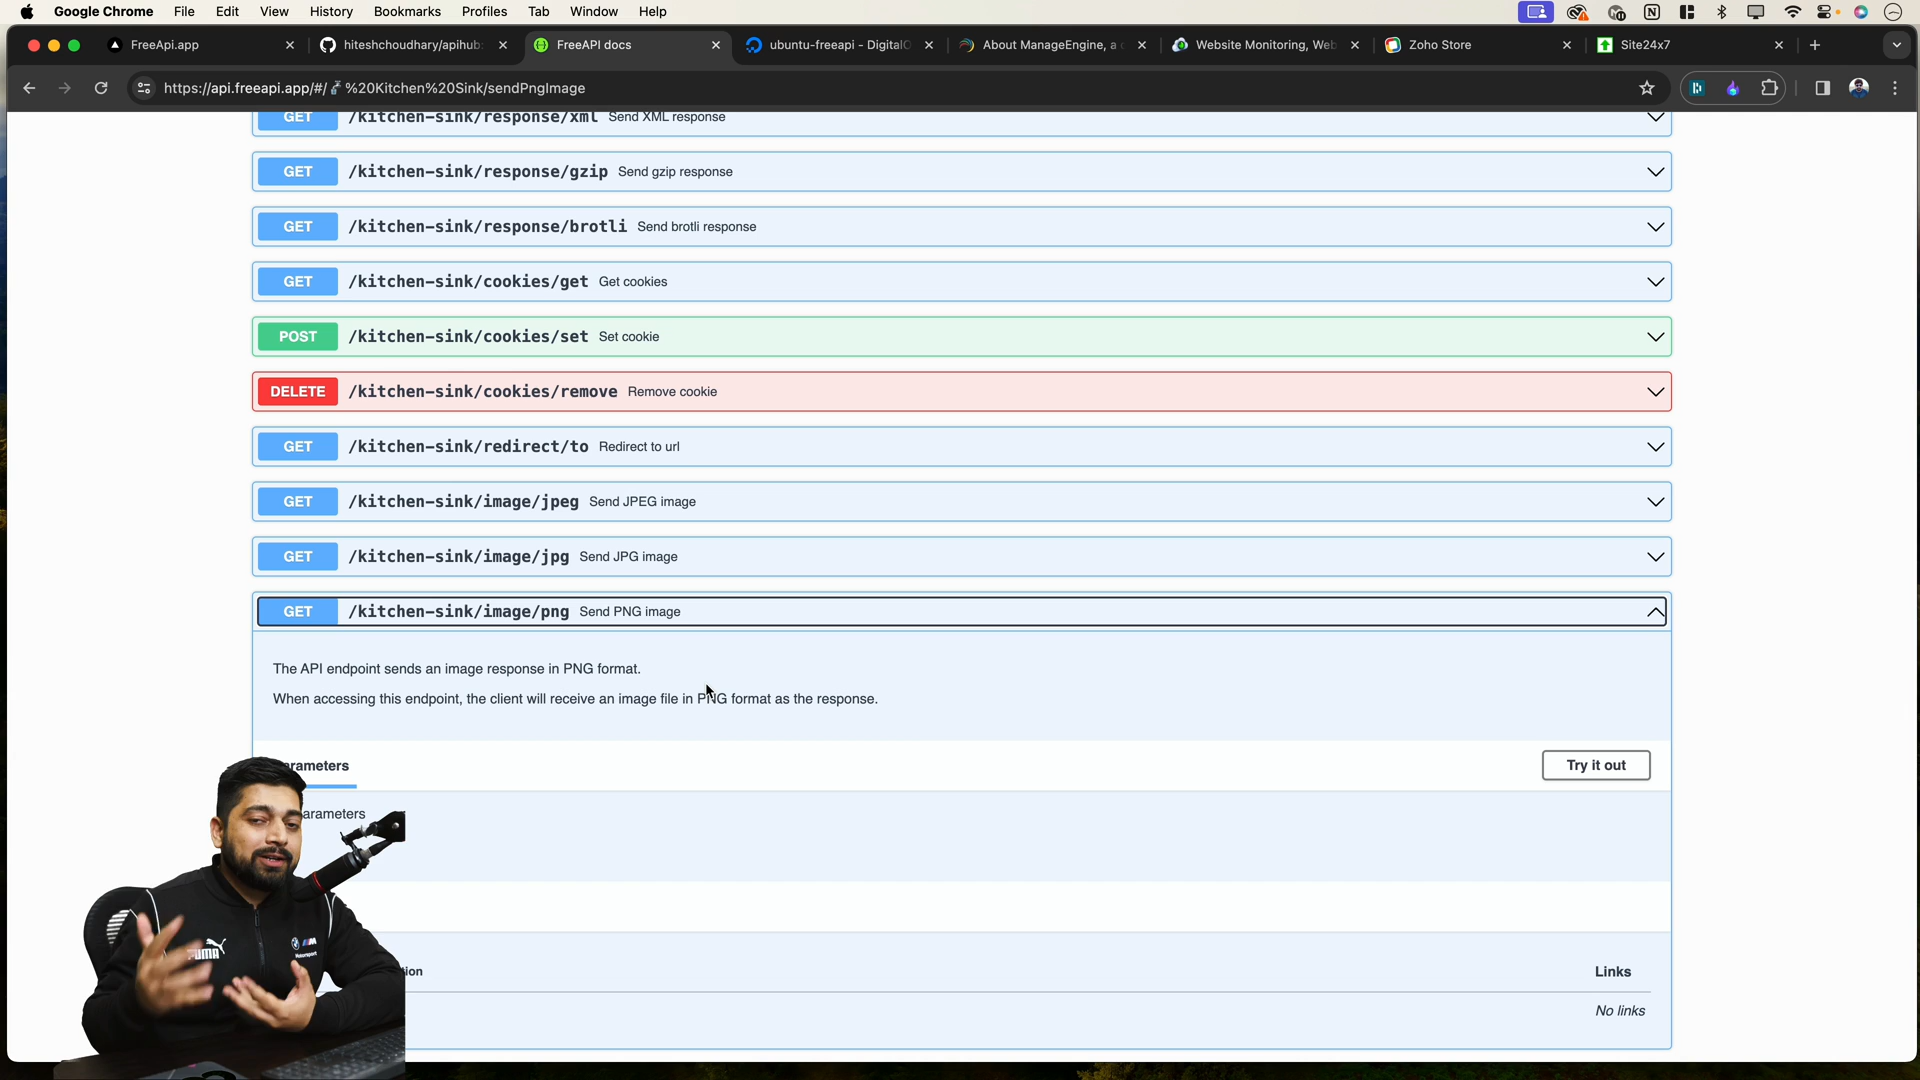 Google Chrome File Edit View History Bookmarks Profiles Tab Window Help
FreeApi.app
hiteshchoudhary/apihub:
FreeAPI docs
ubuntu-freeapi - DigitalO
About ManageEngine, a
Website Monitoring, Web
Zoho Store
Site24x7
https://api.freeapi.app/#/🚰%20Kitchen%20Sink/sendPngImage
GET /kitchen-sink/response/xml Send XML response
GET /kitchen-sink/response/gzip Send gzip response
GET /kitchen-sink/response/brotli Send brotli response
GET /kitchen-sink/cookies/get Get cookies
POST /kitchen-sink/cookies/set Set cookie
DELETE /kitchen-sink/cookies/remove Remove cookie
GET /kitchen-sink/redirect/to Redirect to url
GET /kitchen-sink/image/jpeg Send JPEG image
GET /kitchen-sink/image/jpg Send JPG image
GET /kitchen-sink/image/png Send PNG image
The API endpoint sends an image response in PNG format.
When accessing this endpoint, the client will receive an image file in PNG format as the response.
arameters
Try it out
arameters
PUMA
tion
Links
No links